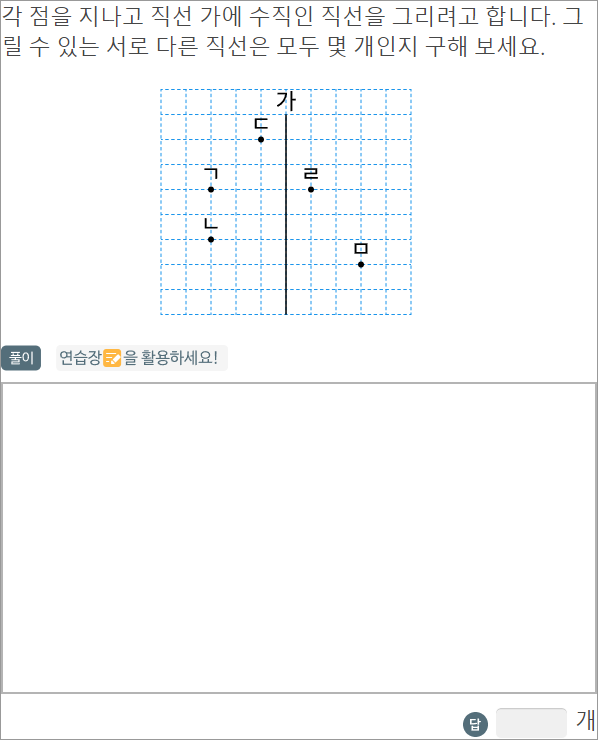 각 점을 지나고 직선 가에 수직인 직선을 그리려고 합니다. 그
릴 수 있는 서로 다른 직선은 모두 몇 개인지 구해 보세요.
가
ㄷ
ㄱ
ㄹ
ㄴ
ㅁ
풀이
연습장을 활용하세요!
답
개